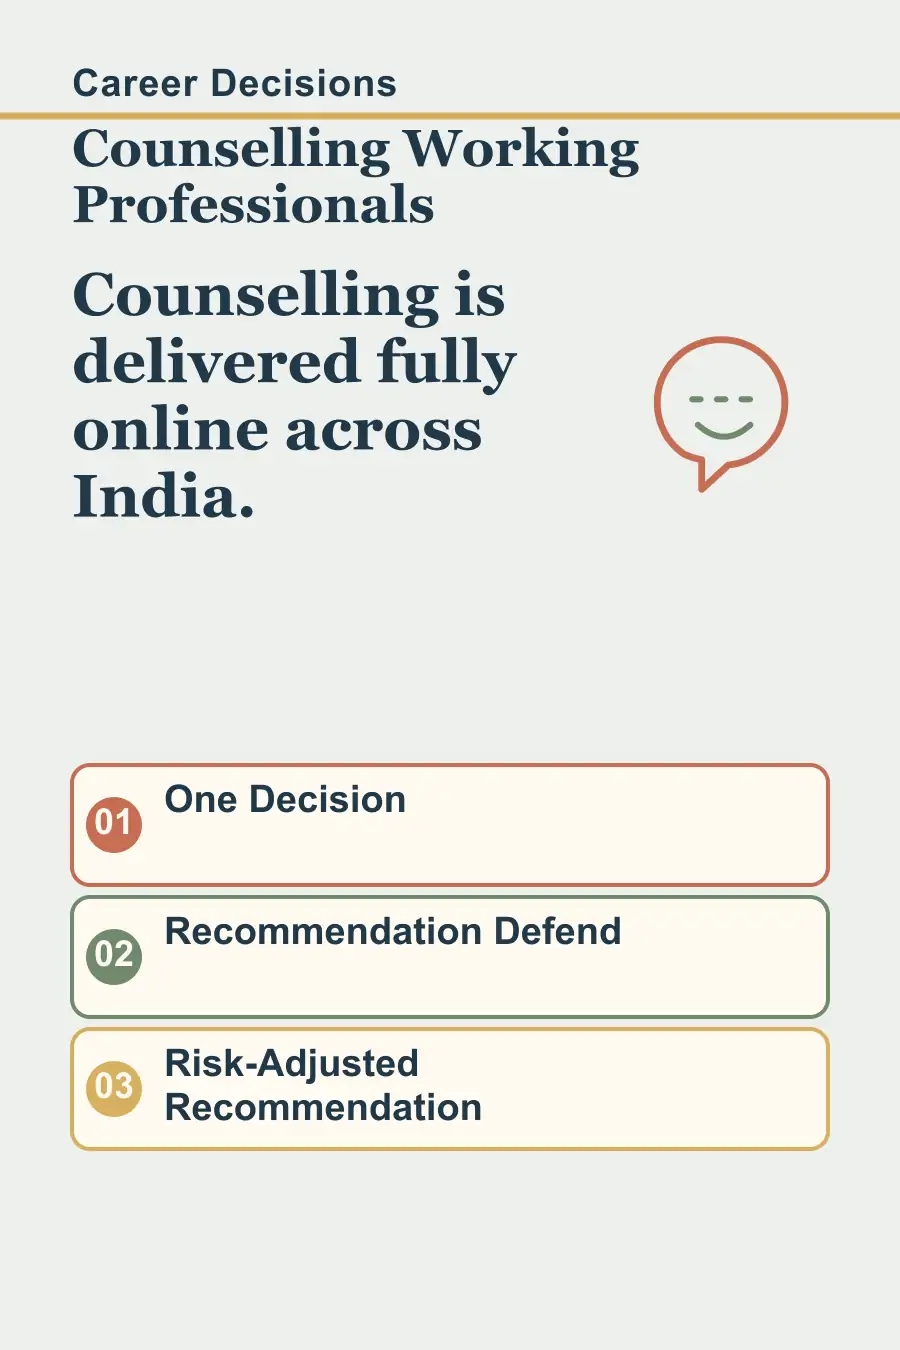 Career Decisions
Counselling Working
Professionals
Counselling is
delivered fully
online across
India.
01
One Decision
02
Recommendation Defend
03
Risk-Adjusted
Recommendation